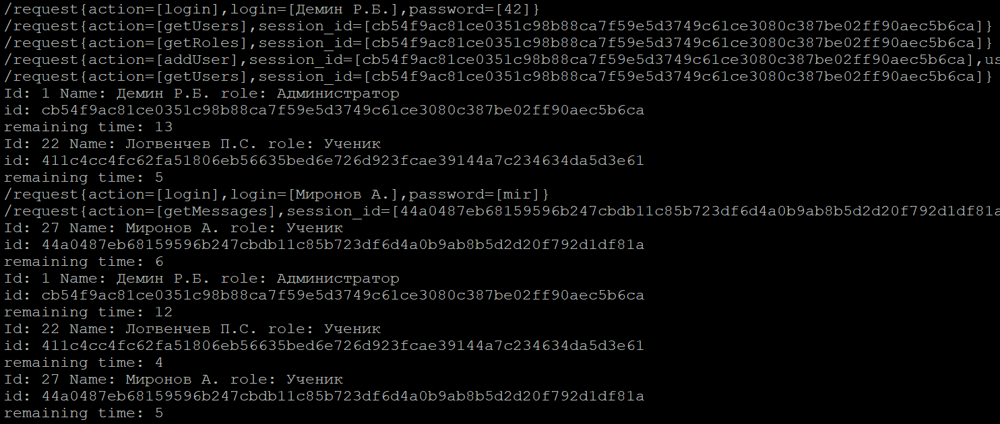 /request{action=[login],login=[Демин Р.Б.],password=[42]}
/request{action=[getUsers],session_id=[cb54f9ac81ce0351c98b88ca7f59e5d3749c61ce3080c387be02ff90aec5b6ca]}
/request{action=[getRoles],session_id=[cb54f9ac81ce0351c98b88ca7f59e5d3749c61ce3080c387be02ff90aec5b6ca]}
/request{action=[addUser],session_id=[cb54f9ac81ce0351c98b88ca7f59e5d3749c61ce3080c387be02ff90aec5b6ca],us
/request{action=[getUsers],session_id=[cb54f9ac81ce0351c98b88ca7f59e5d3749c61ce3080c387be02ff90aec5b6ca]}
Id: 1 Name: Демин Р.Б. role: Администратор
id: cb54f9ac81ce0351c98b88ca7f59e5d3749c61ce3080c387be02ff90aec5b6ca
remaining time: 13
Id: 22 Name: Логвенчев П.С. role: Ученик
id: 411c4cc4fc62fa51806eb56635bed6e726d923fcae39144a7c234634da5d3e61
remaining time: 5
/request{action=[login],login=[Миронов А.],password=[mir]}
/request{action=[getMessages],session_id=[44a0487eb68159596b247cbdb11c85b723df6d4a0b9ab8b5d2d20f792d1df81a
Id: 27 Name: Миронов А. role: Ученик
id: 44a0487eb68159596b247cbdb11c85b723df6d4a0b9ab8b5d2d20f792d1df81a
remaining time: 6
Id: 1 Name: Демин Р.Б. role: Администратор
id: cb54f9ac81ce0351c98b88ca7f59e5d3749c61ce3080c387be02ff90aec5b6ca
remaining time: 12
Id: 22 Name: Логвенчев П.С. role: Ученик
id: 411c4cc4fc62fa51806eb56635bed6e726d923fcae39144a7c234634da5d3e61
remaining time: 4
Id: 27 Name: Миронов А. role: Ученик
id: 44a0487eb68159596b247cbdb11c85b723df6d4a0b9ab8b5d2d20f792d1df81a
remaining time: 5